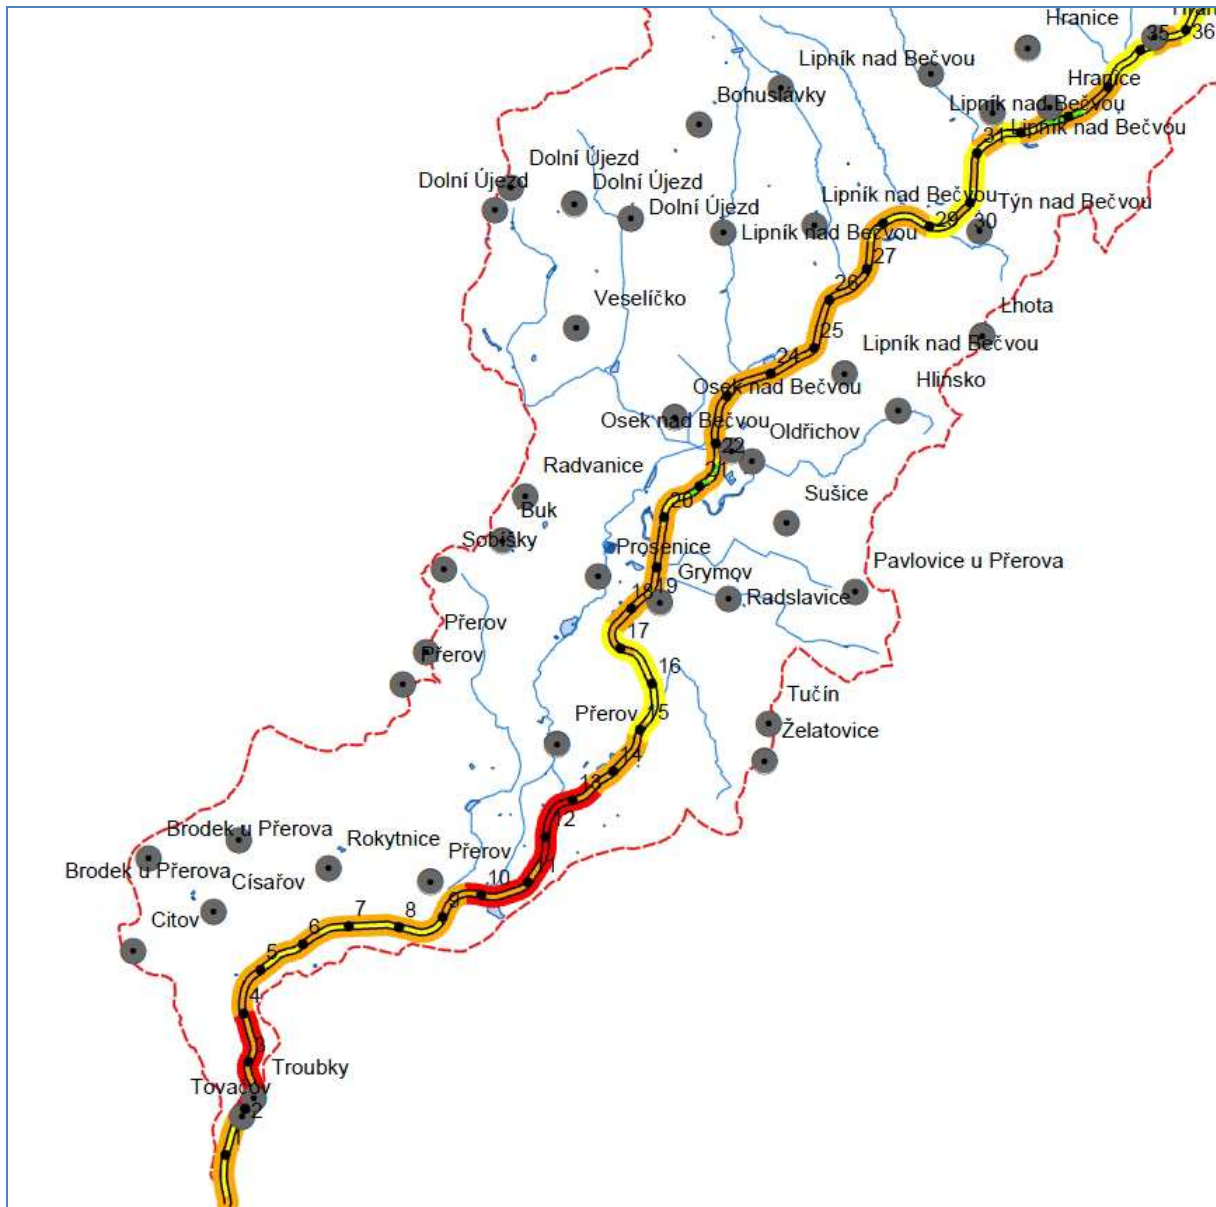 Hranice
Hran
35
36
Lipník nad Bečvou
Hranice
Bohuslávky
Lipník nad Bečvou
31
Lipník nad Bečvou
Dolní Újezd
Dolní Újezd
Dolní Újezd
Dolní Újezd
Lipník nad Bečvou
Týn nad Bečvou
29
30
Lipník nad Bečvou
27
26
Veselíčko
Lhota
25
Lipník nad Bečvou
24
Hlinsko
Osek nad Bečvou
Osek nad Bečvou
22
Oldřichov
Radvanice
21
20
Buk
Sušice
Sobíšky
Prosenice
Pavlovice u Přerova
Grymov
19
18
Radslavice
Přerov
17
Přerov
16
15
Tučín
Přerov
Želatovice
14
13
12
Brodek u Přerova
Rokytnice
Přerov
Brodek u Přerova
Císařov
10
11
9
8
7
6
Citov
5
4
3
Troubky
Tovačov
2
1